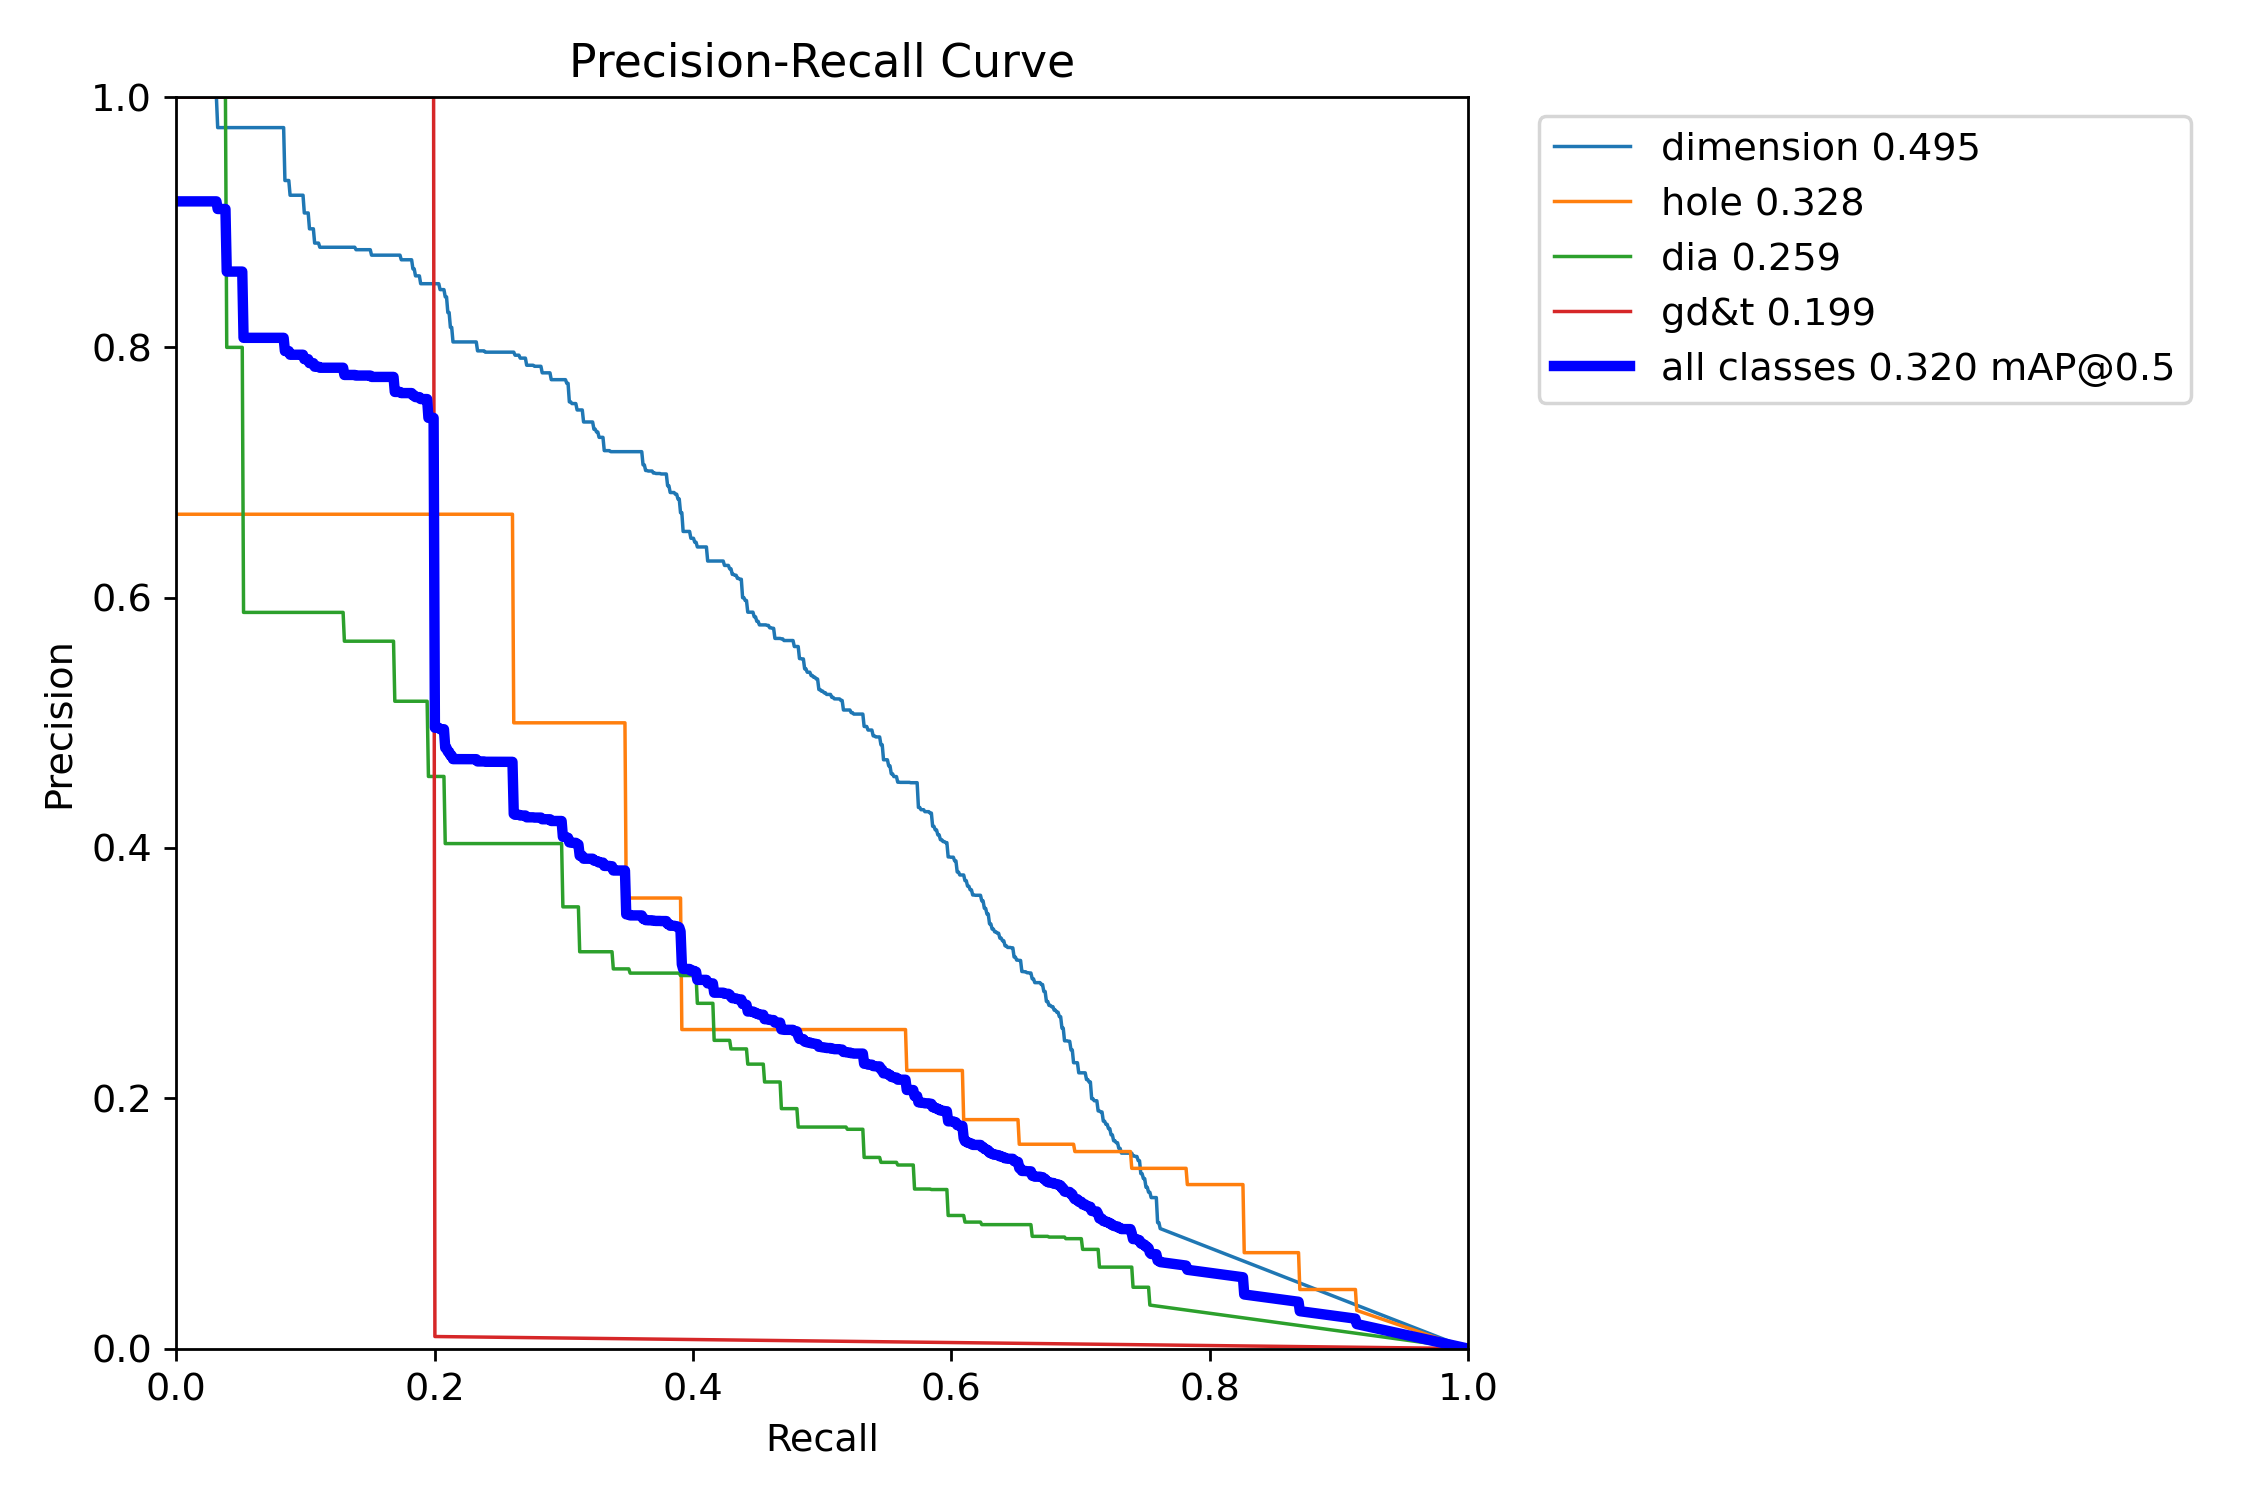 Precision-Recall Curve
1.0
0.8
0.6
0.4
0.2
0.0
Precision
0.0 0.2 0.4 0.6 0.8 1.0
Recall
dimension 0.495
hole 0.328
dia 0.259
gd&t 0.199
all classes 0.320 mAP@0.5